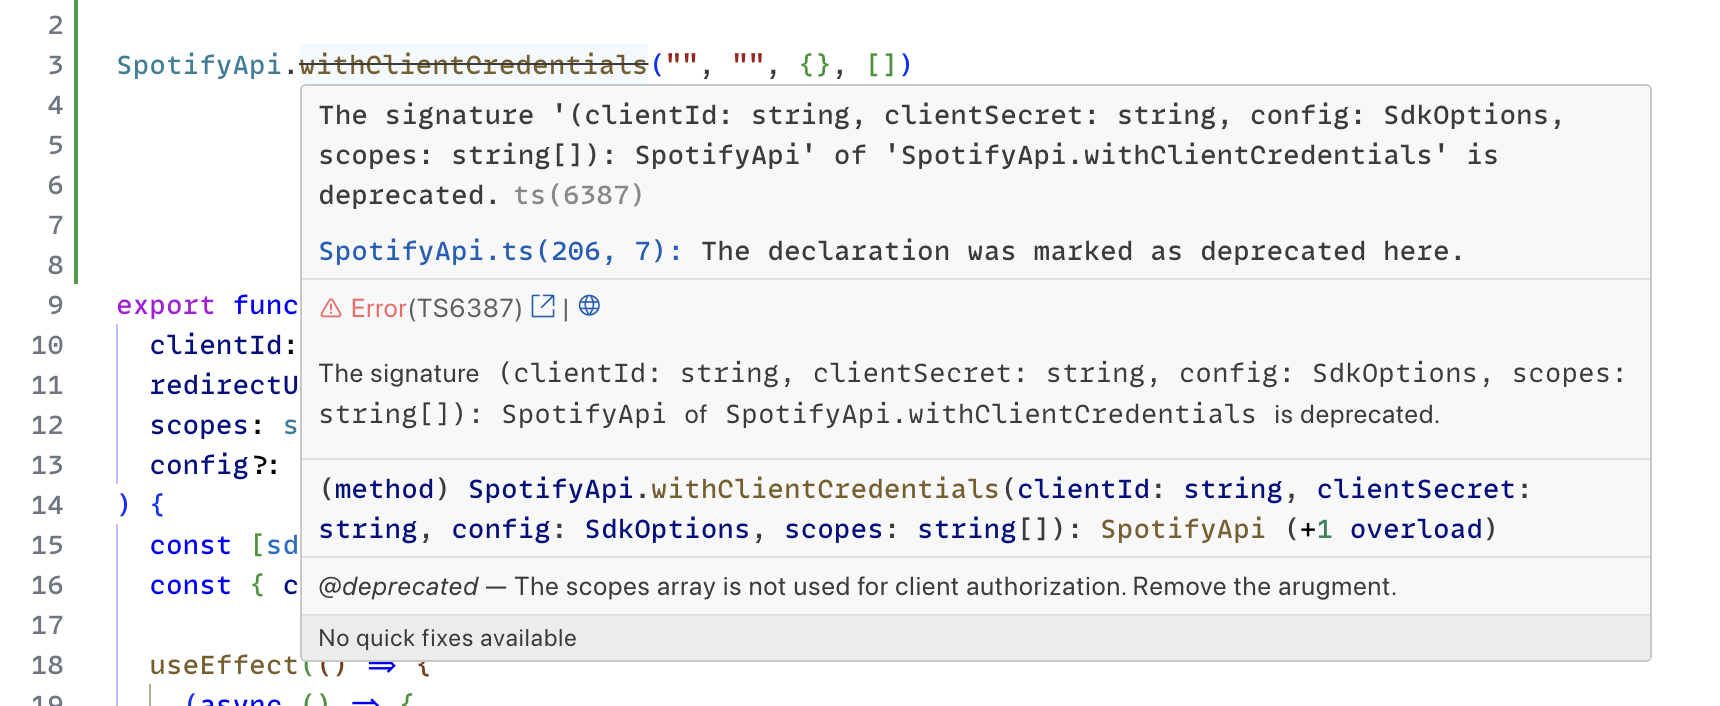 2
3 SpotifyApi.withClientCredentials("", "", {}, [])
4 The signature '(clientId: string, clientSecret: string, config: SdkOptions,
5 scopes: string[]): SpotifyApi' of 'SpotifyApi.withClientCredentials' is
6 deprecated. ts(6387)
7
SpotifyApi.ts(206, 7): The declaration was marked as deprecated here.
8
9 export func
Error(TS6387) |
10 clientId:
The signature (clientId: string, clientSecret: string, config: SdkOptions, scopes:
11 redirectU
string[]): SpotifyApi of SpotifyApi.withClientCredentials is deprecated.
12 scopes: s
13 config?:
(method) SpotifyApi.withClientCredentials(clientId: string, clientSecret:
14 ) {
string, config: SdkOptions, scopes: string[]): SpotifyApi (+1 overload)
15 const [sd
16 const { c
@deprecated — The scopes array is not used for client authorization. Remove the arugment.
17
No quick fixes available
18 useEffect(() => {
19 (async () => {